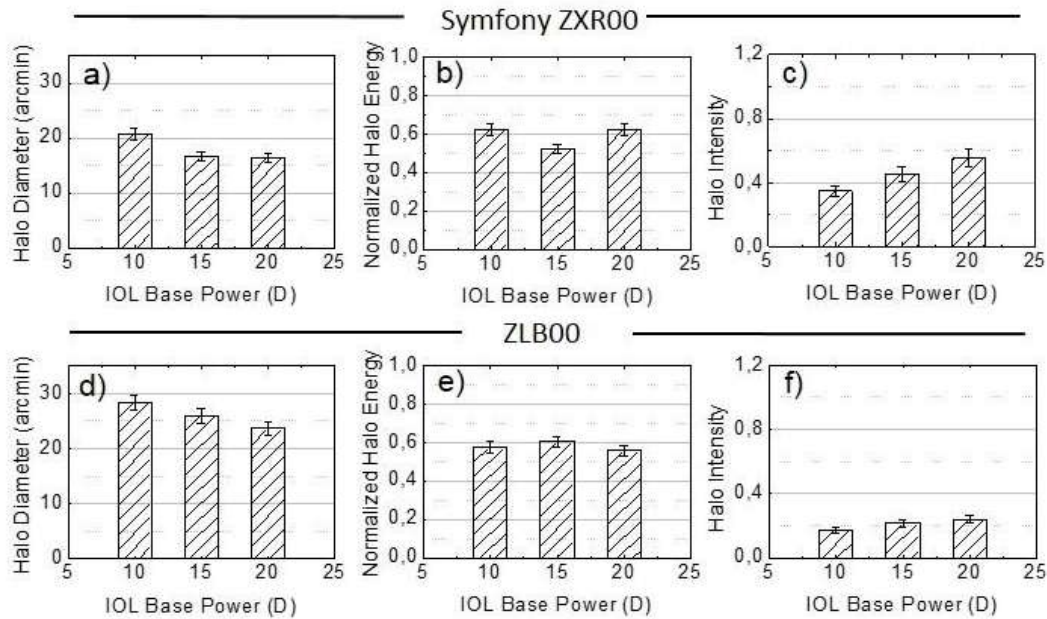 Symfony ZXR00
a)
Halo Diameter (arcmin)
30
20
10
0
5 10 15 20 25
IOL Base Power (D)
b)
Normalized Halo Energy
1,0
0,8
0,6
0,4
0,2
0,0
5 10 15 20 25
IOL Base Power (D)
c)
Halo Intensity
1,2
0,8
0,4
0,0
5 10 15 20 25
IOL Base Power (D)
ZLB00
d)
Halo Diameter (arcmin)
30
20
10
0
5 10 15 20 25
IOL Base Power (D)
e)
Normalized Halo Energy
1,0
0,8
0,6
0,4
0,2
0,0
5 10 15 20 25
IOL Base Power (D)
f)
Halo Intensity
1,2
0,8
0,4
0,0
5 10 15 20 25
IOL Base Power (D)